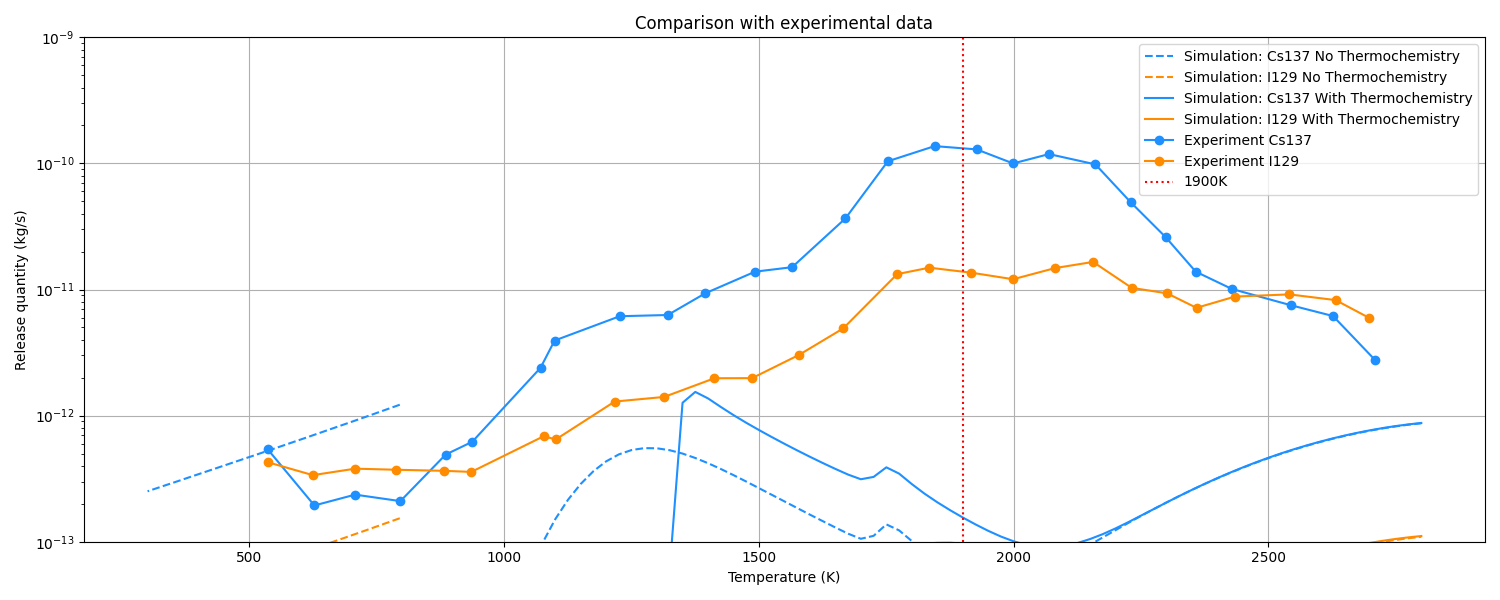 Comparison with experimental data
Release quantity (kg/s)
10⁻⁹
10⁻¹⁰
10⁻¹¹
10⁻¹²
10⁻¹³
Simulation: Cs137 No Thermochemistry
Simulation: I129 No Thermochemistry
Simulation: Cs137 With Thermochemistry
Simulation: I129 With Thermochemistry
Experiment Cs137
Experiment I129
1900K
500
1000
1500
2000
2500
Temperature (K)